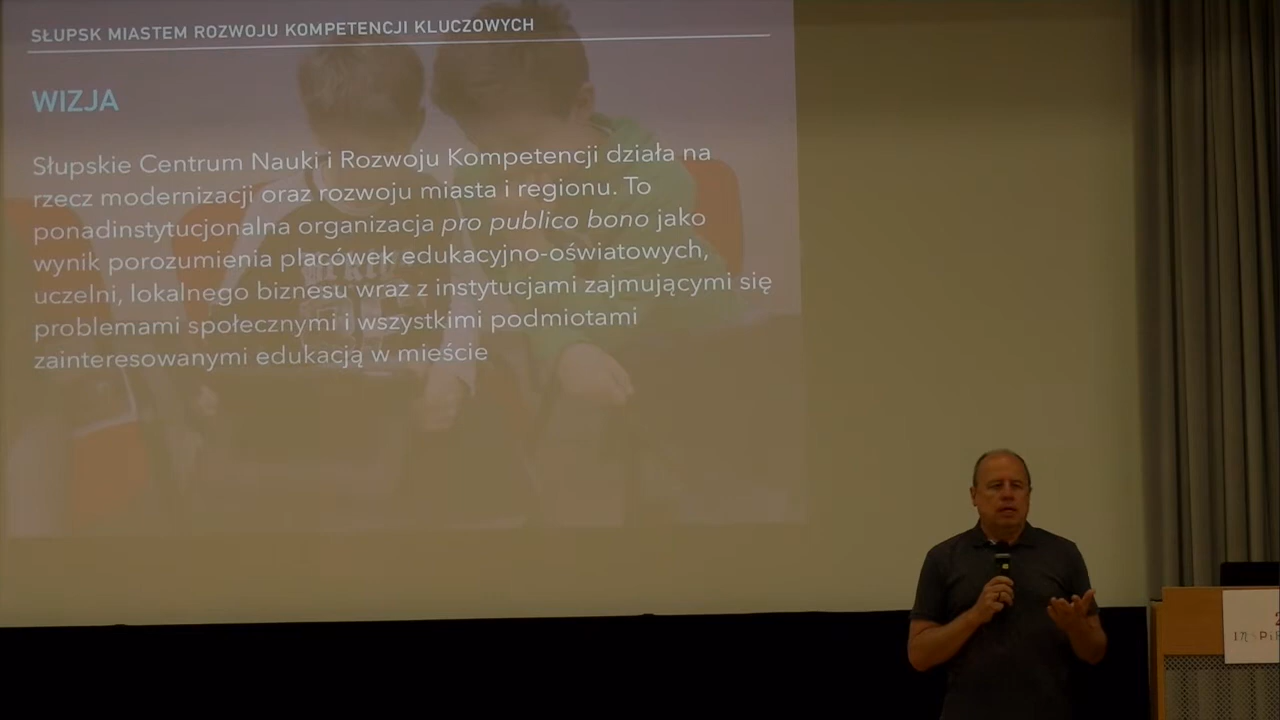 SŁUPSK MIASTEM ROZWOJU KOMPETENCJI KLUCZOWYCH
WIZJA
Słupskie Centrum Nauki i Rozwoju Kompetencji działa na
rzecz modernizacji oraz rozwoju miasta i regionu. To
ponadinstytucjonalna organizacja pro publico bono jako
wynik porozumienia placówek edukacyjno-oświatowych,
uczelni, lokalnego biznesu wraz z instytucjami zajmującymi się
problemami społecznymi i wszystkimi podmiotami
zainteresowanymi edukacją w mieście